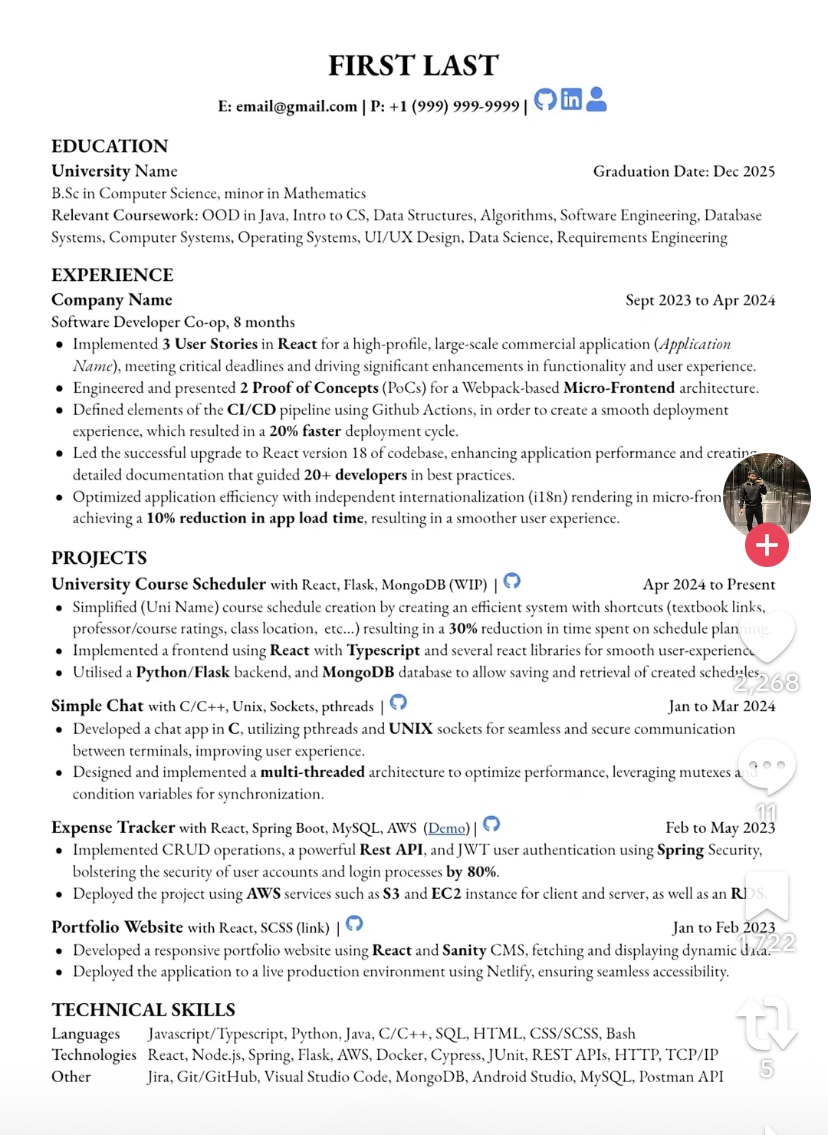 FIRST LAST
E: email@gmail.com | P: +1 (999) 999-9999 |
EDUCATION
University Name Graduation Date: Dec 2025
B.Sc in Computer Science, minor in Mathematics
Relevant Coursework: OOD in Java, Intro to CS, Data Structures, Algorithms, Software Engineering, Database
Systems, Computer Systems, Operating Systems, UI/UX Design, Data Science, Requirements Engineering
EXPERIENCE
Company Name Sept 2023 to Apr 2024
Software Developer Co-op, 8 months
• Implemented 3 User Stories in React for a high-profile, large-scale commercial application (Application
Name), meeting critical deadlines and driving significant enhancements in functionality and user experience.
• Engineered and presented 2 Proof of Concepts (PoCs) for a Webpack-based Micro-Frontend architecture.
• Defined elements of the CI/CD pipeline using Github Actions, in order to create a smooth deployment
experience, which resulted in a 20% faster deployment cycle.
• Led the successful upgrade to React version 18 of codebase, enhancing application performance and creating
detailed documentation that guided 20+ developers in best practices.
• Optimized application efficiency with independent internationalization (i18n) rendering in
achieving a 10% reduction in app load time, resulting in a smoother user experience.
PROJECTS
University Course Scheduler with React, Flask, MongoDB (WIP) | Apr 2024 to Present
• Simplified (Uni Name) course schedule creation by creating an efficient system with shortcuts (textbook links,
professor/course ratings, class location, etc...) resulting in a 30% reduction in time spent on schedule planning.
• Implemented a frontend using React with Typescript and several react libraries for smooth user-experience.
• Utilised a Python/Flask backend, and MongoDB database to allow saving and retrieval of created schedules.
2,268
Simple Chat with C/C++, Unix, Sockets, pthreads | Jan to Mar 2024
• Developed a chat app in C, utilizing pthreads and UNIX sockets for seamless and secure communication
between terminals, improving user experience.
• Designed and implemented a multi-threaded architecture to optimize performance, leveraging mutexes and
condition variables for synchronization.
11
Expense Tracker with React, Spring Boot, MySQL, AWS (Demo) | Feb to May 2023
• Implemented CRUD operations, a powerful Rest API, and JWT user authentication using Spring Security,
bolstering the security of user accounts and login processes by 80%.
• Deployed the project using AWS services such as S3 and EC2 instance for client and server, as well as an RDS.
Portfolio Website with React, SCSS (link) | Jan to Feb 2023
• Developed a responsive portfolio website using React and Sanity CMS, fetching and displaying dynamic data.
1722
• Deployed the application to a live production environment using Netlify, ensuring seamless accessibility.
TECHNICAL SKILLS
Languages Javascript/Typescript, Python, Java, C/C++, SQL, HTML, CSS/SCSS, Bash
Technologies React, Node.js, Spring, Flask, AWS, Docker, Cypress, JUnit, REST APIs, HTTP, TCP/IP
Other Jira, Git/GitHub, Visual Studio Code, MongoDB, Android Studio, MySQL, Postman API
5